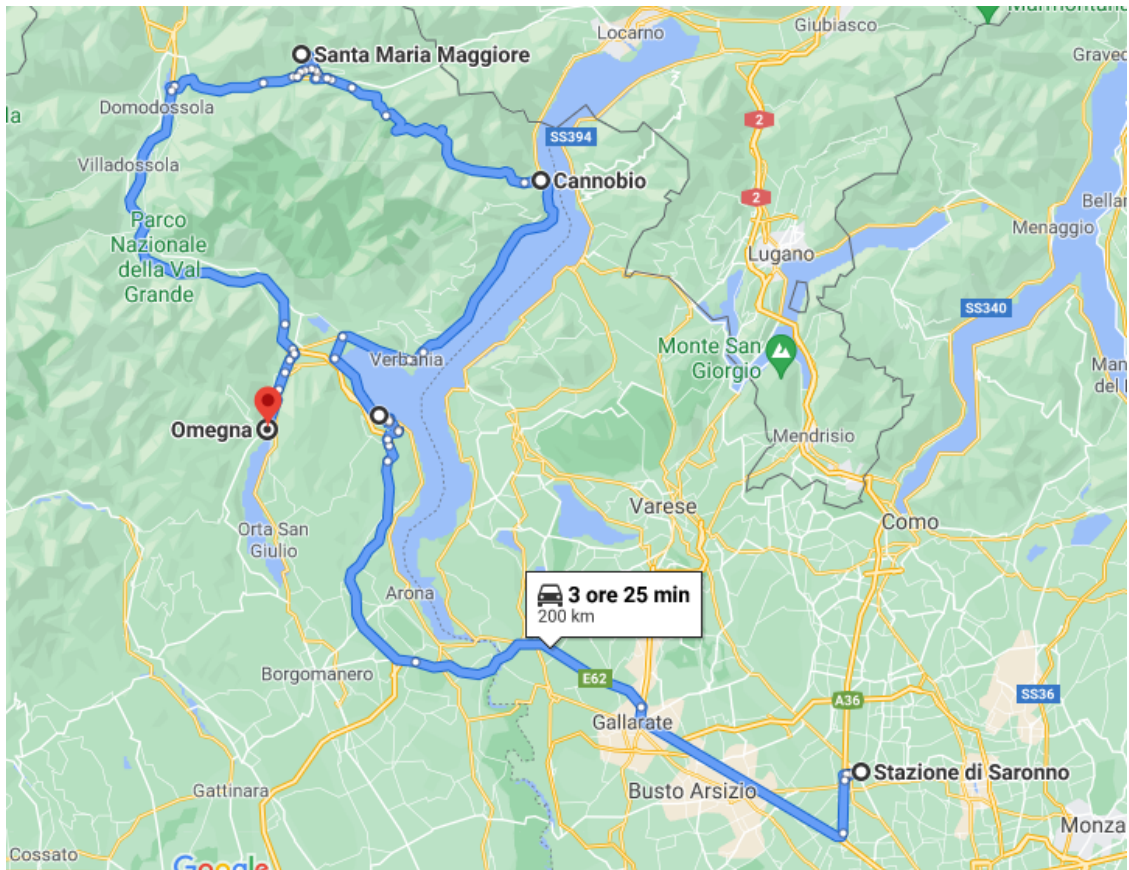 Marmontana
Locarno
Giubiasco
Santa Maria Maggiore
Domodossola
la
SS394
2
Villadossola
Cannobio
2
Parco
Nazionale
della Val
Grande
Lugano
Menaggio
SS340
Verbania
Monte San
Giorgio
Omegna
Mendrisio
Varese
Como
Orta San
Giulio
3 ore 25 min
200 km
Arona
Borgomanero
E62
A36
SS36
Gallarate
Stazione di Saronno
Busto Arsizio
Gattinara
Monza
Cossato
Google